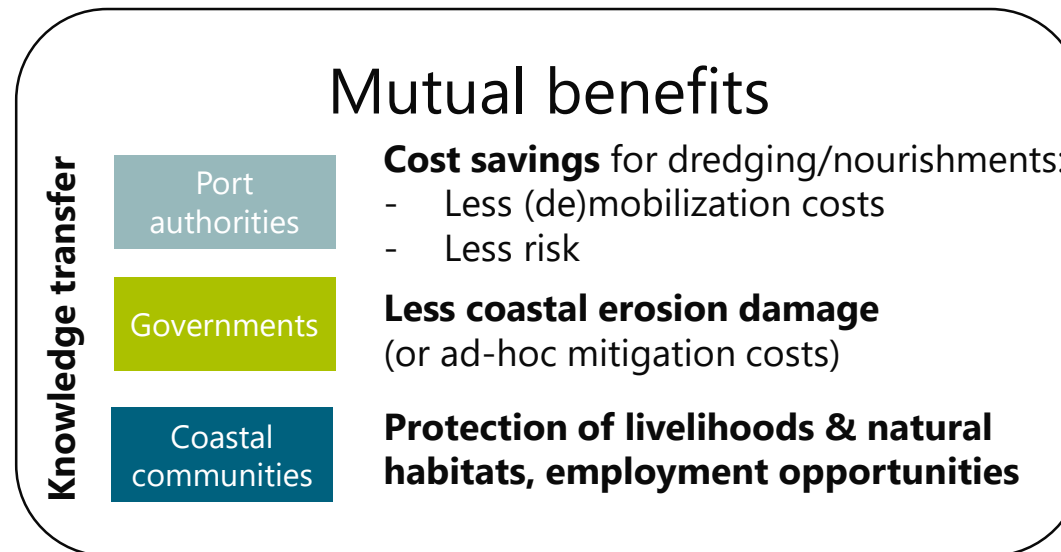 Mutual benefits
Knowledge transfer
Port
authorities
Cost savings for dredging/nourishments:
- Less (de)mobilization costs
- Less risk
Governments
Less coastal erosion damage
(or ad-hoc mitigation costs)
Coastal
communities
Protection of livelihoods & natural
habitats, employment opportunities